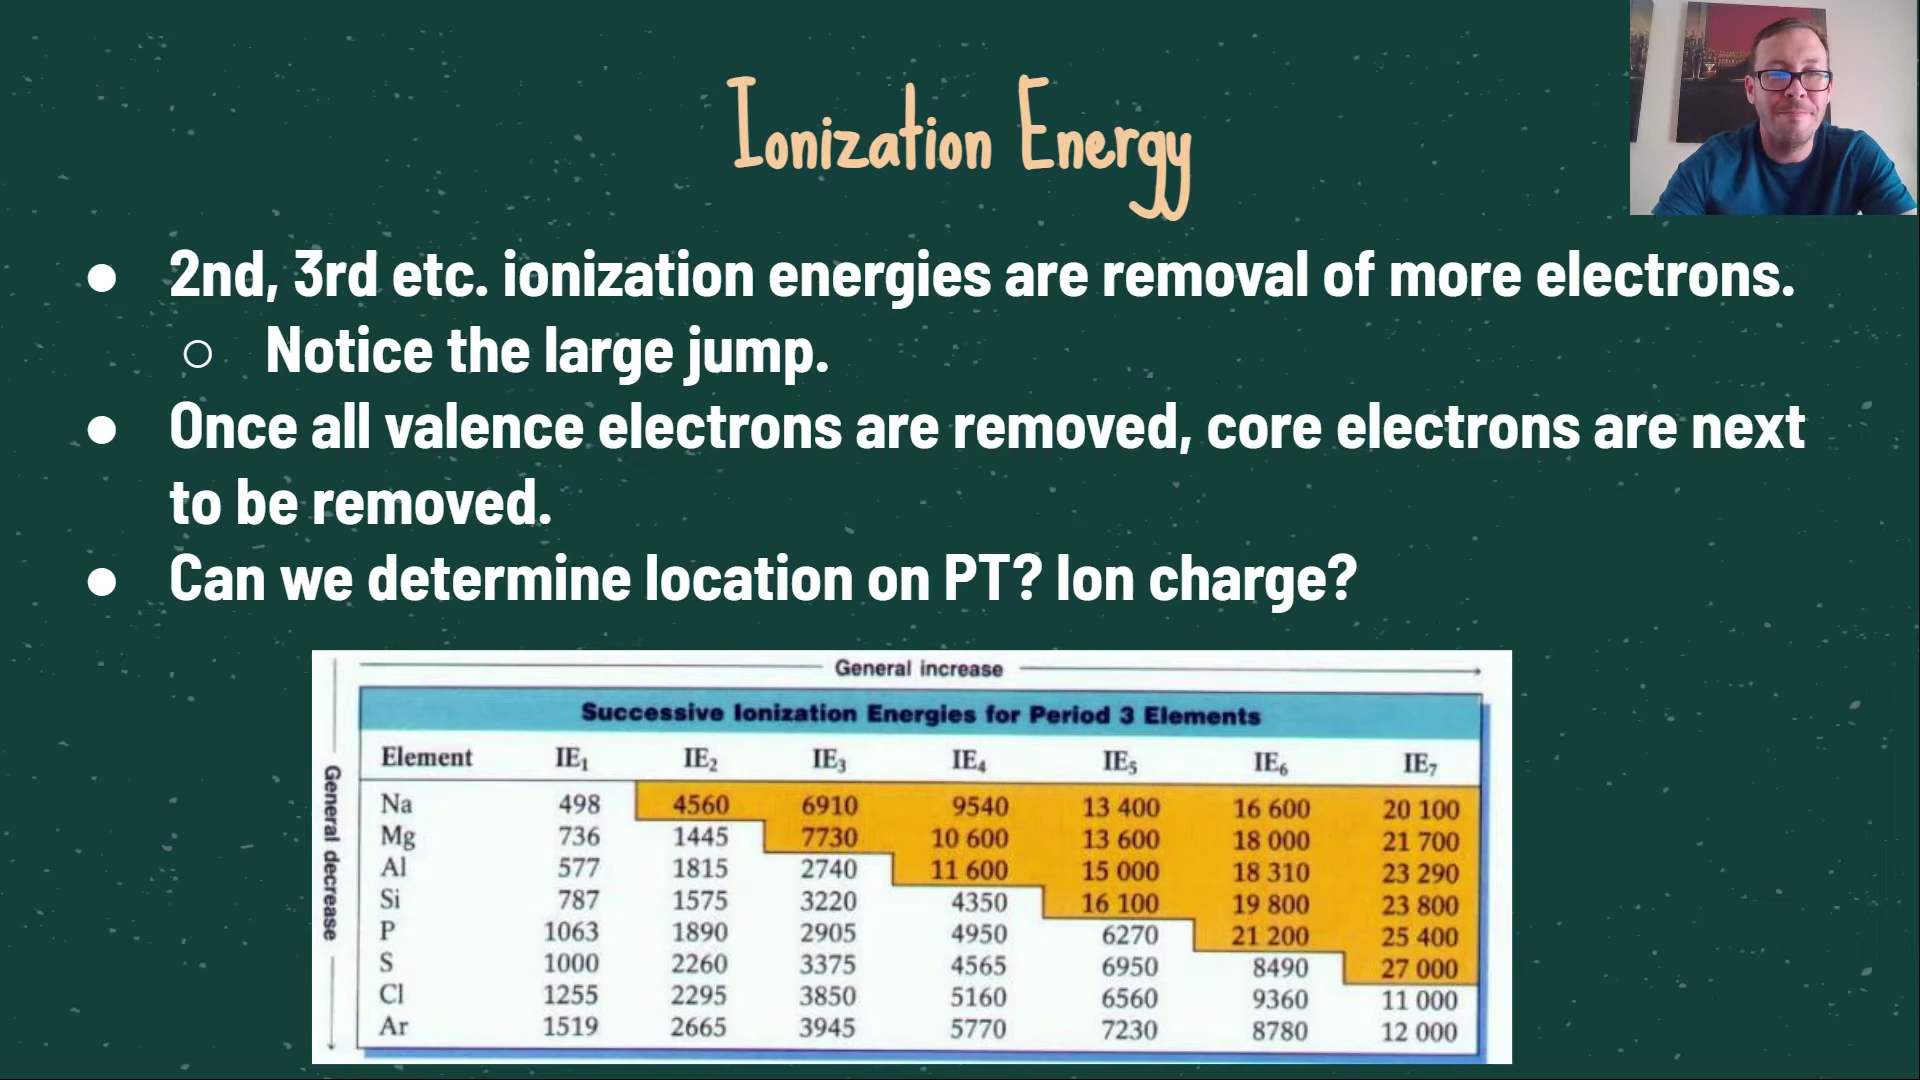 Ionization Energy
● 2nd, 3rd etc. ionization energies are removal of more electrons.
○ Notice the large jump.
● Once all valence electrons are removed, core electrons are next
to be removed.
● Can we determine location on PT? Ion charge?
General increase
General decrease
Successive Ionization Energies for Period 3 Elements
Element IE₁ IE₂ IE₃ IE₄ IE₅ IE₆ IE₇
Na 498 4560 6910 9540 13 400 16 600 20 100
Mg 736 1445 7730 10 600 13 600 18 000 21 700
Al 577 1815 2740 11 600 15 000 18 310 23 290
Si 787 1575 3220 4350 16 100 19 800 23 800
P 1063 1890 2905 4950 6270 21 200 25 400
S 1000 2260 3375 4565 6950 8490 27 000
Cl 1255 2295 3850 5160 6560 9360 11 000
Ar 1519 2665 3945 5770 7230 8780 12 000